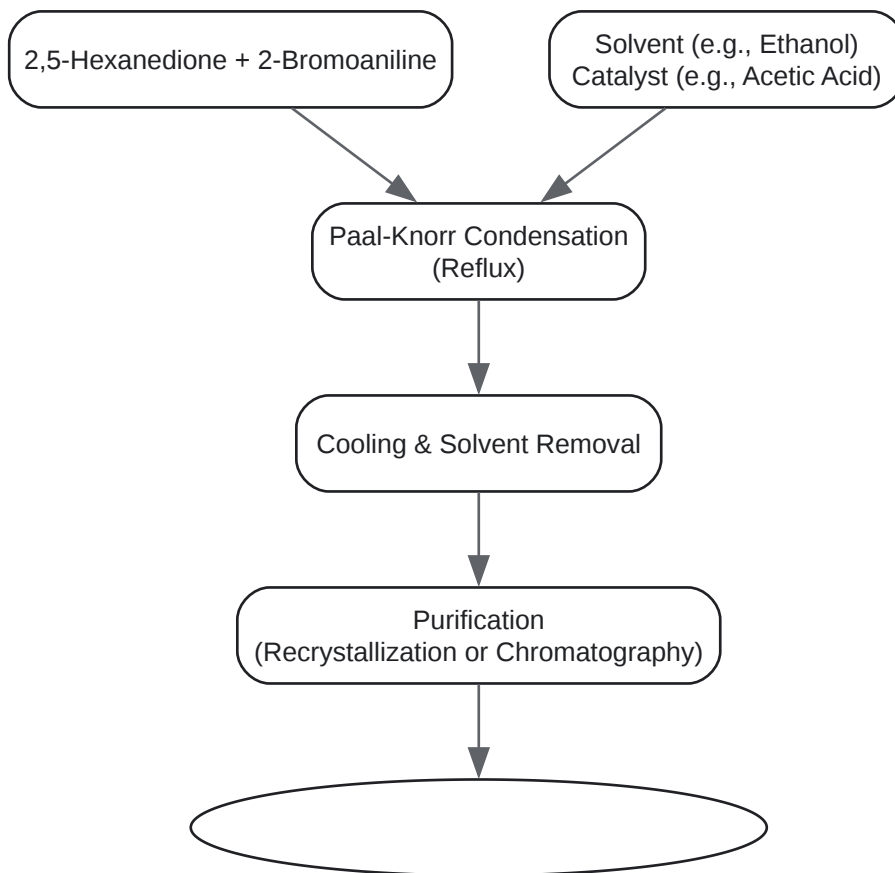 2,5-Hexanedione + 2-Bromoaniline
Solvent (e.g., Ethanol)
Catalyst (e.g., Acetic Acid)
Paal-Knorr Condensation
(Reflux)
Cooling & Solvent Removal
Purification
(Recrystallization or Chromatography)